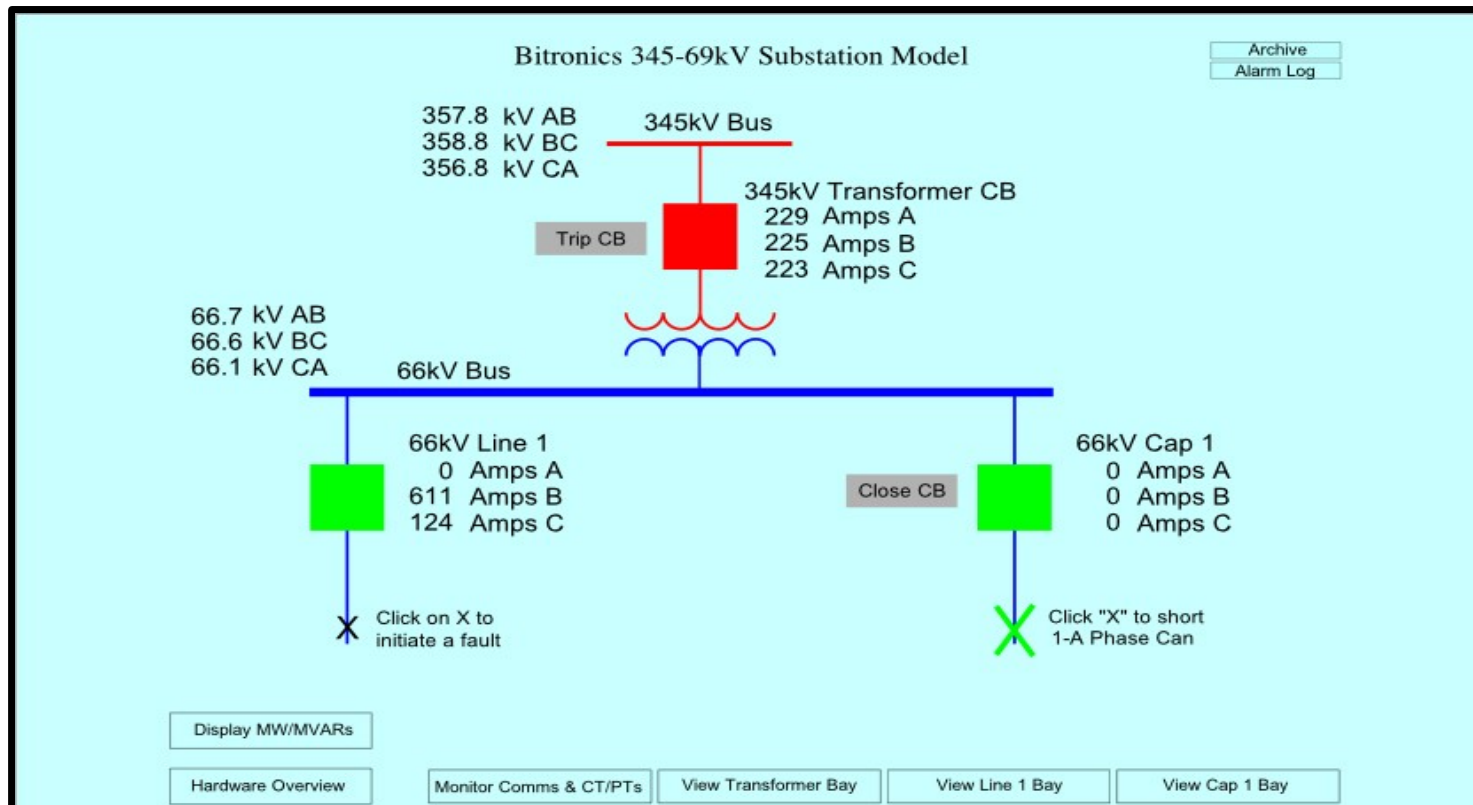 Bitronics 345-69kV Substation Model
Archive
Alarm Log
357.8 kV AB
358.8 kV BC
356.8 kV CA
345kV Bus
345kV Transformer CB
229 Amps A
225 Amps B
223 Amps C
Trip CB
66.7 kV AB
66.6 kV BC
66.1 kV CA
66kV Bus
66kV Line 1
0 Amps A
611 Amps B
124 Amps C
Close CB
66kV Cap 1
0 Amps A
0 Amps B
0 Amps C
X
Click on X to
initiate a fault
X
Click "X" to short
1-A Phase Can
Display MW/MVARs
Hardware Overview
Monitor Comms & CT/PTs
View Transformer Bay
View Line 1 Bay
View Cap 1 Bay